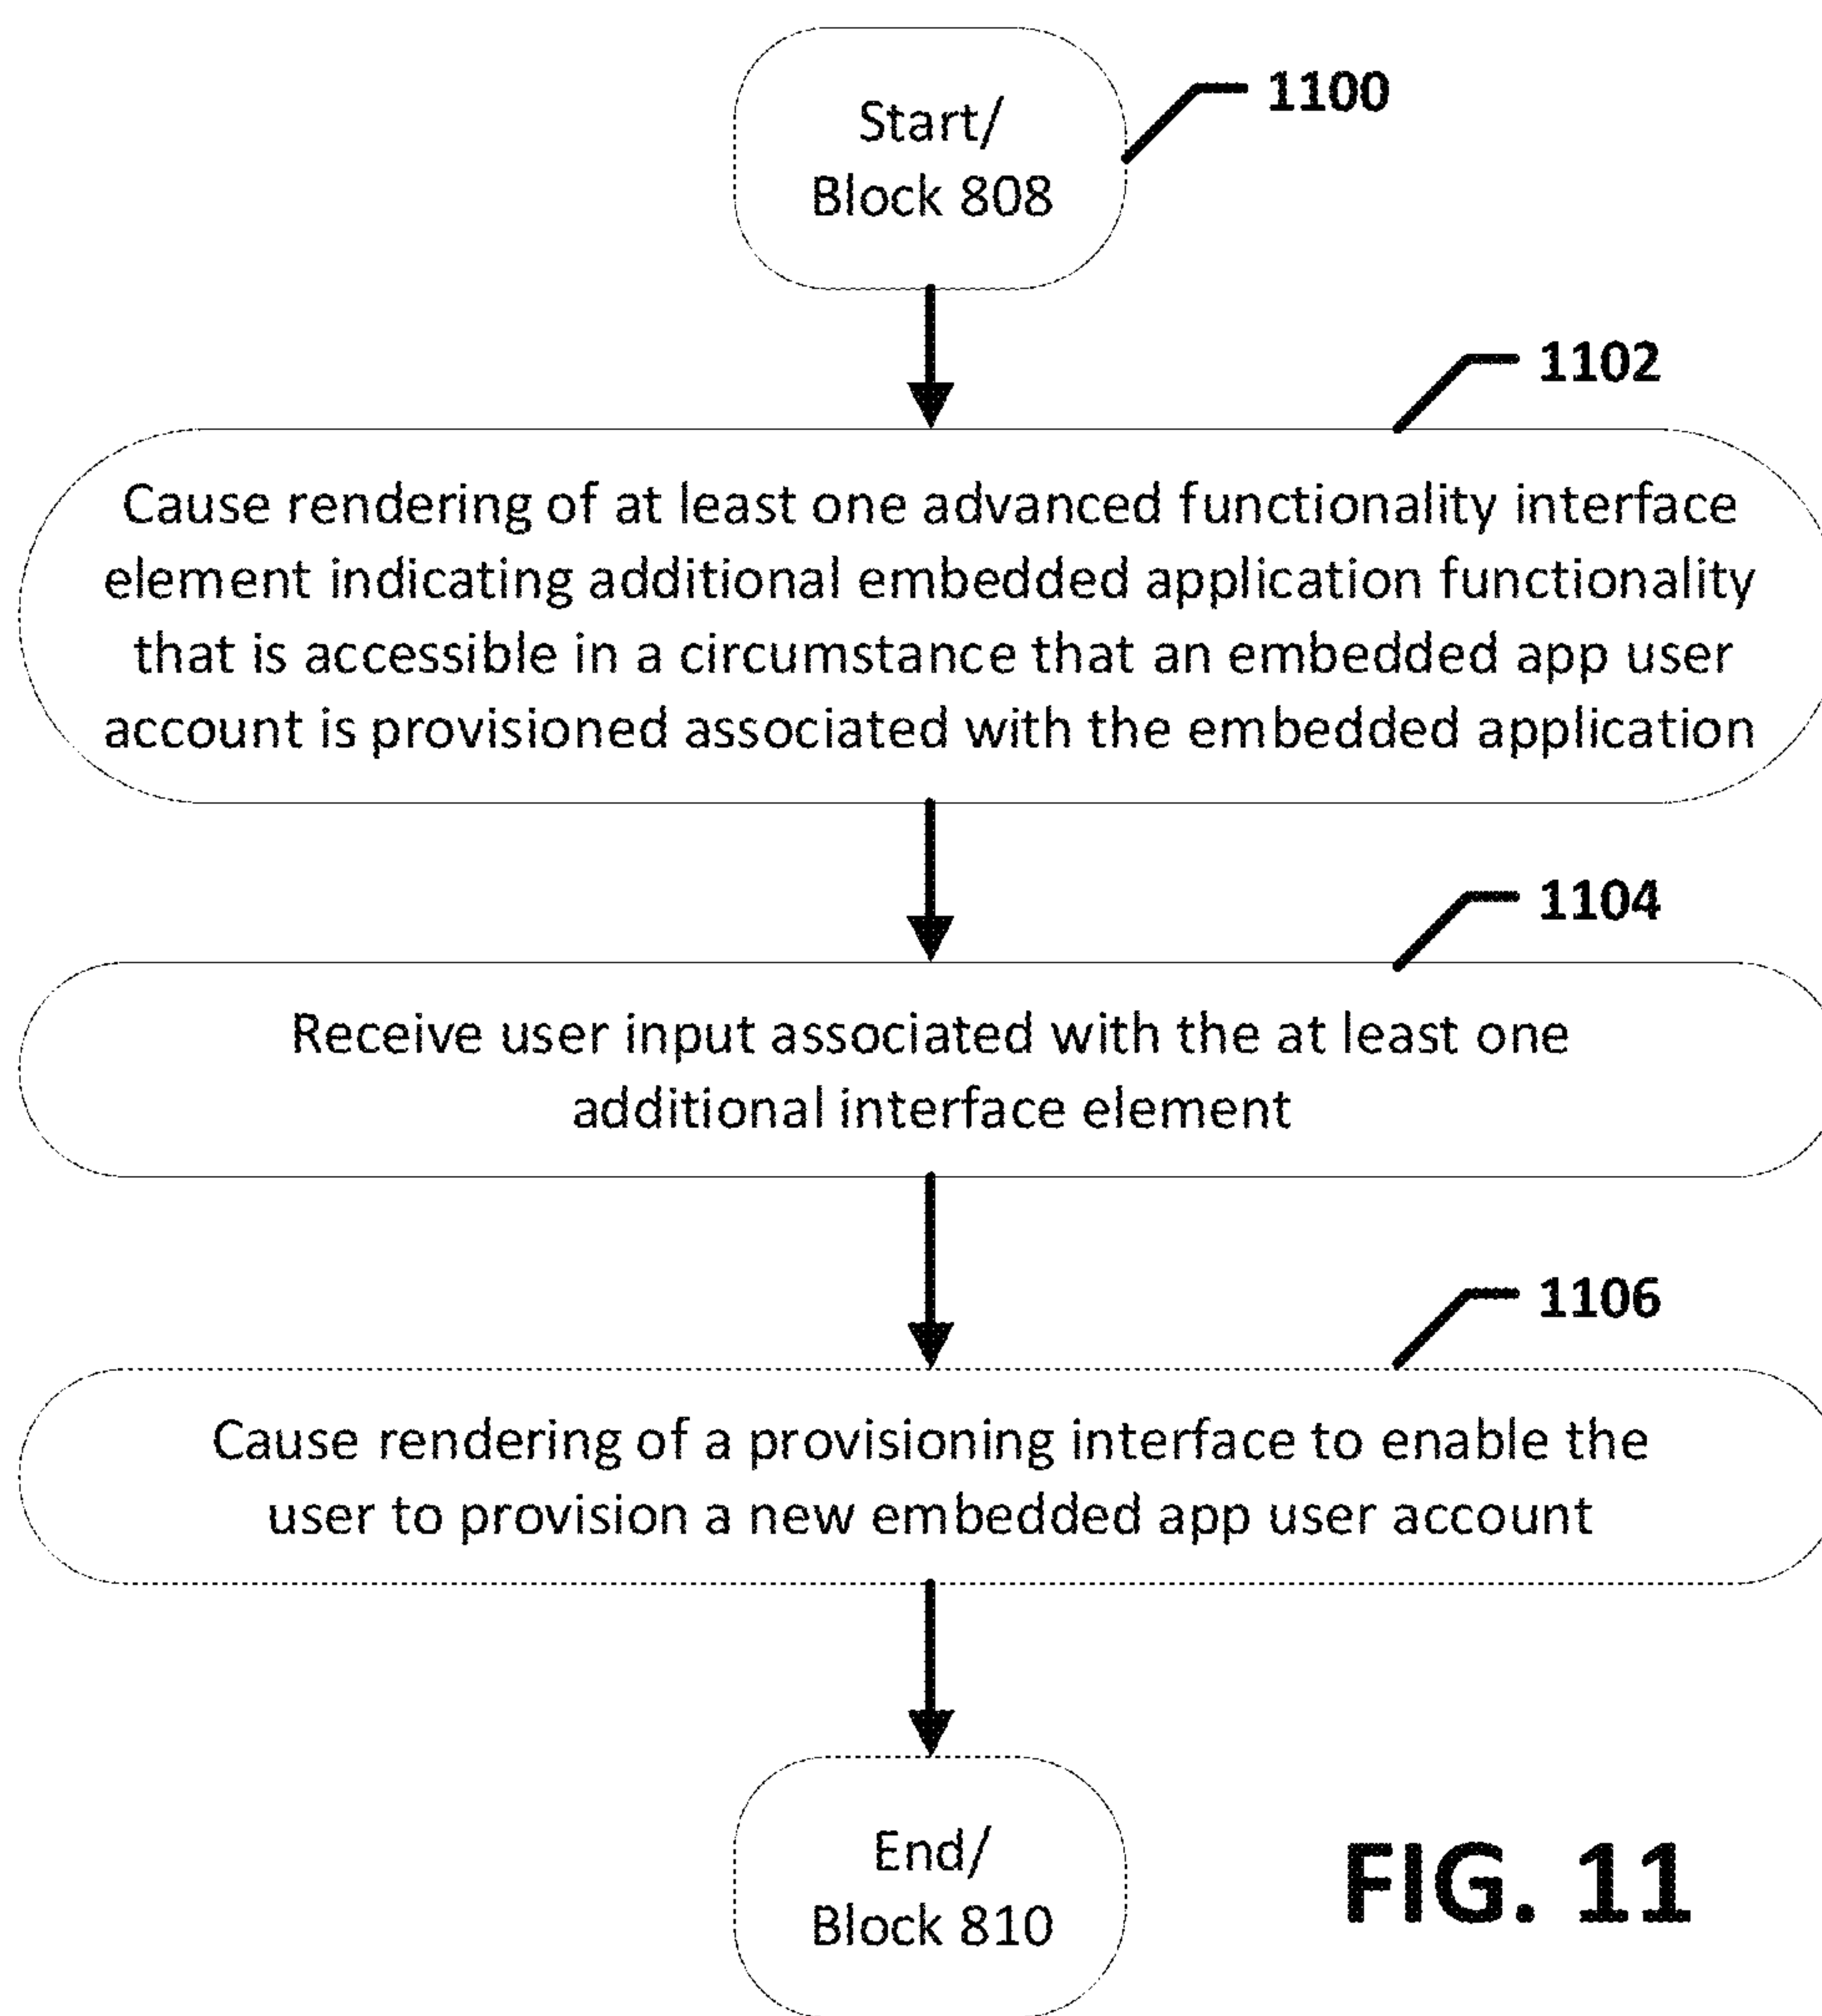 Start/
Block 808
1100
1102
Cause rendering of at least one advanced functionality interface
element indicating additional embedded application functionality
that is accessible in a circumstance that an embedded app user
account is provisioned associated with the embedded application
1104
Receive user input associated with the at least one
additional interface element
1106
Cause rendering of a provisioning interface to enable the
user to provision a new embedded app user account
End/
Block 810
FIG. 11